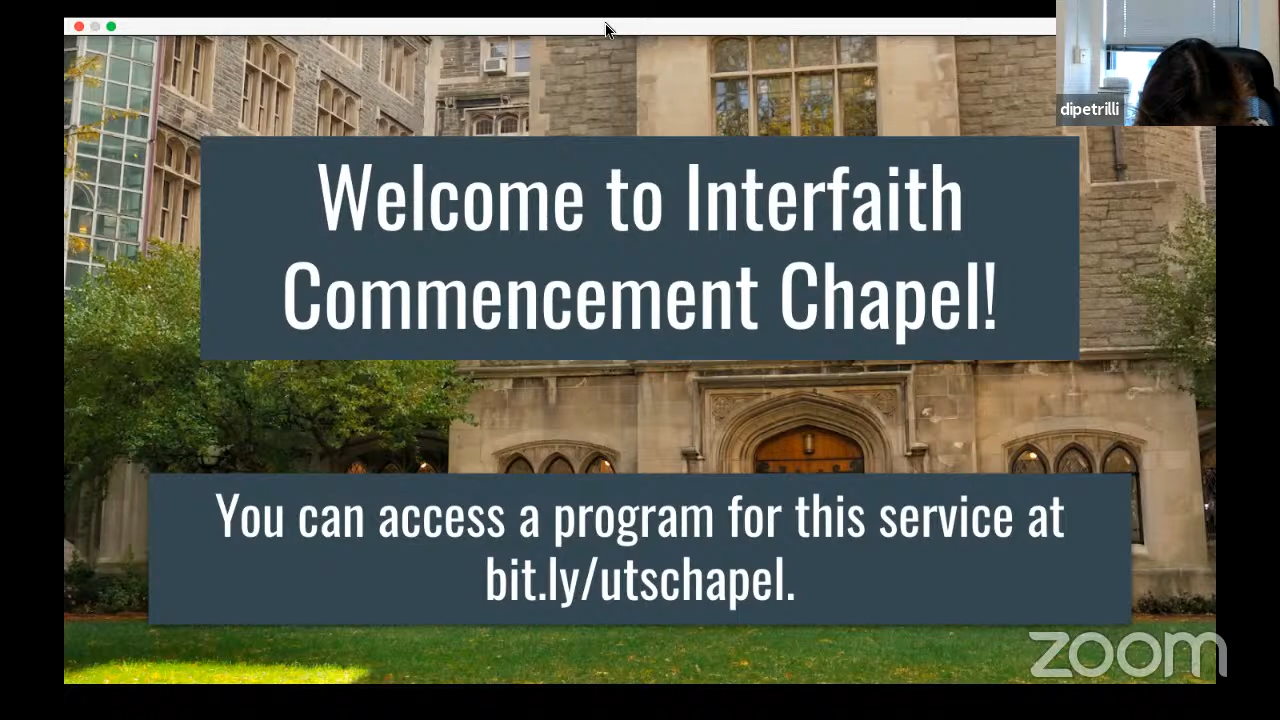 dipetrilli
Welcome to Interfaith
Commencement Chapel!
You can access a program for this service at
bit.ly/utschapel.
zoom